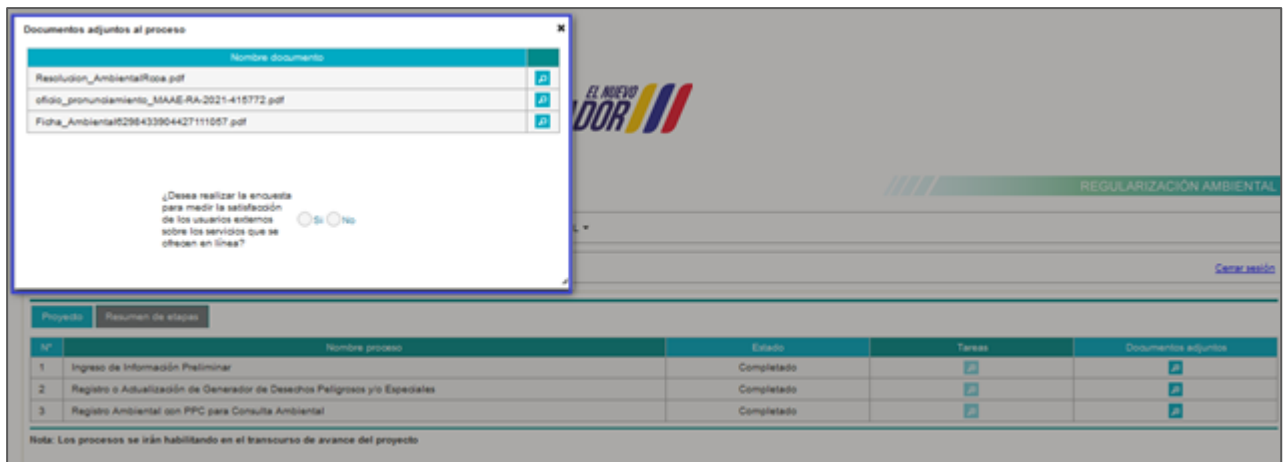 Documentos adjuntos al proceso
Nombre documento
Resolucion_AmbientalRcoa.pdf
oficio_pronunciamiento_MAAE-RA-2021-415772.pdf
Ficha_Ambiental6298433904427111057.pdf
¿Desea realizar la encuesta
para medir la satisfacción
de los usuarios externos
sobre los servicios que se
ofrecen en línea?
Si No
EL NUEVO
DOR
REGULARIZACIÓN AMBIENTAL
Cerrar sesión
Proyecto Resumen de etapas
N° Nombre proceso Estado Tareas Documentos adjuntos
1 Ingreso de Información Preliminar Completado
2 Registro o Actualización de Generador de Desechos Peligrosos y/o Especiales Completado
3 Registro Ambiental con PPC para Consulta Ambiental Completado
Nota: Los procesos se irán habilitando en el transcurso de avance del proyecto